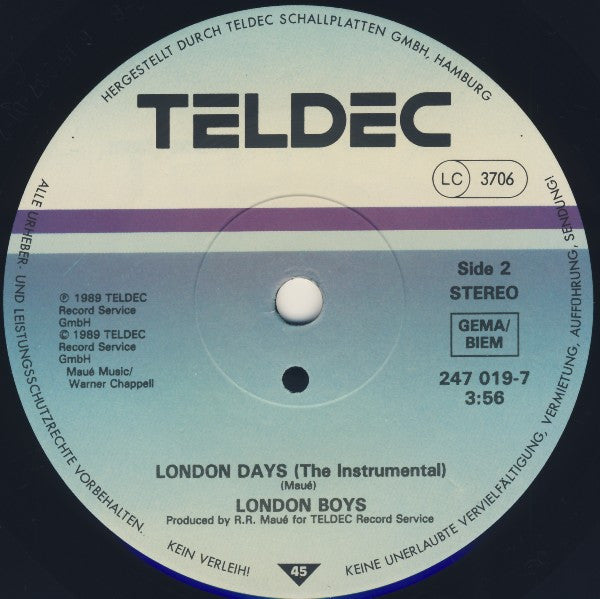 HERGESTELLT DURCH TELDEC SCHALLPLATTEN GMBH, HAMBURG
TELDEC
LC 3706
Side 2
STEREO
GEMA/
BIEM
247 019-7
3:56
℗ 1989 TELDEC
Record Service
GmbH
© 1989 TELDEC
Record Service
GmbH
Maué Music/
Warner Chappell
LONDON DAYS (The Instrumental)
(Maué)
LONDON BOYS
Produced by R.R. Maué for TELDEC Record Service
ALLE URHEBER- UND LEISTUNGSSCHUTZRECHTE VORBEHALTEN.
KEIN VERLEIH!
45
KEINE UNERLAUBTE VERVIELFÄLTIGUNG, VERMIETUNG, AUFFÜHRUNG, SENDUNG!